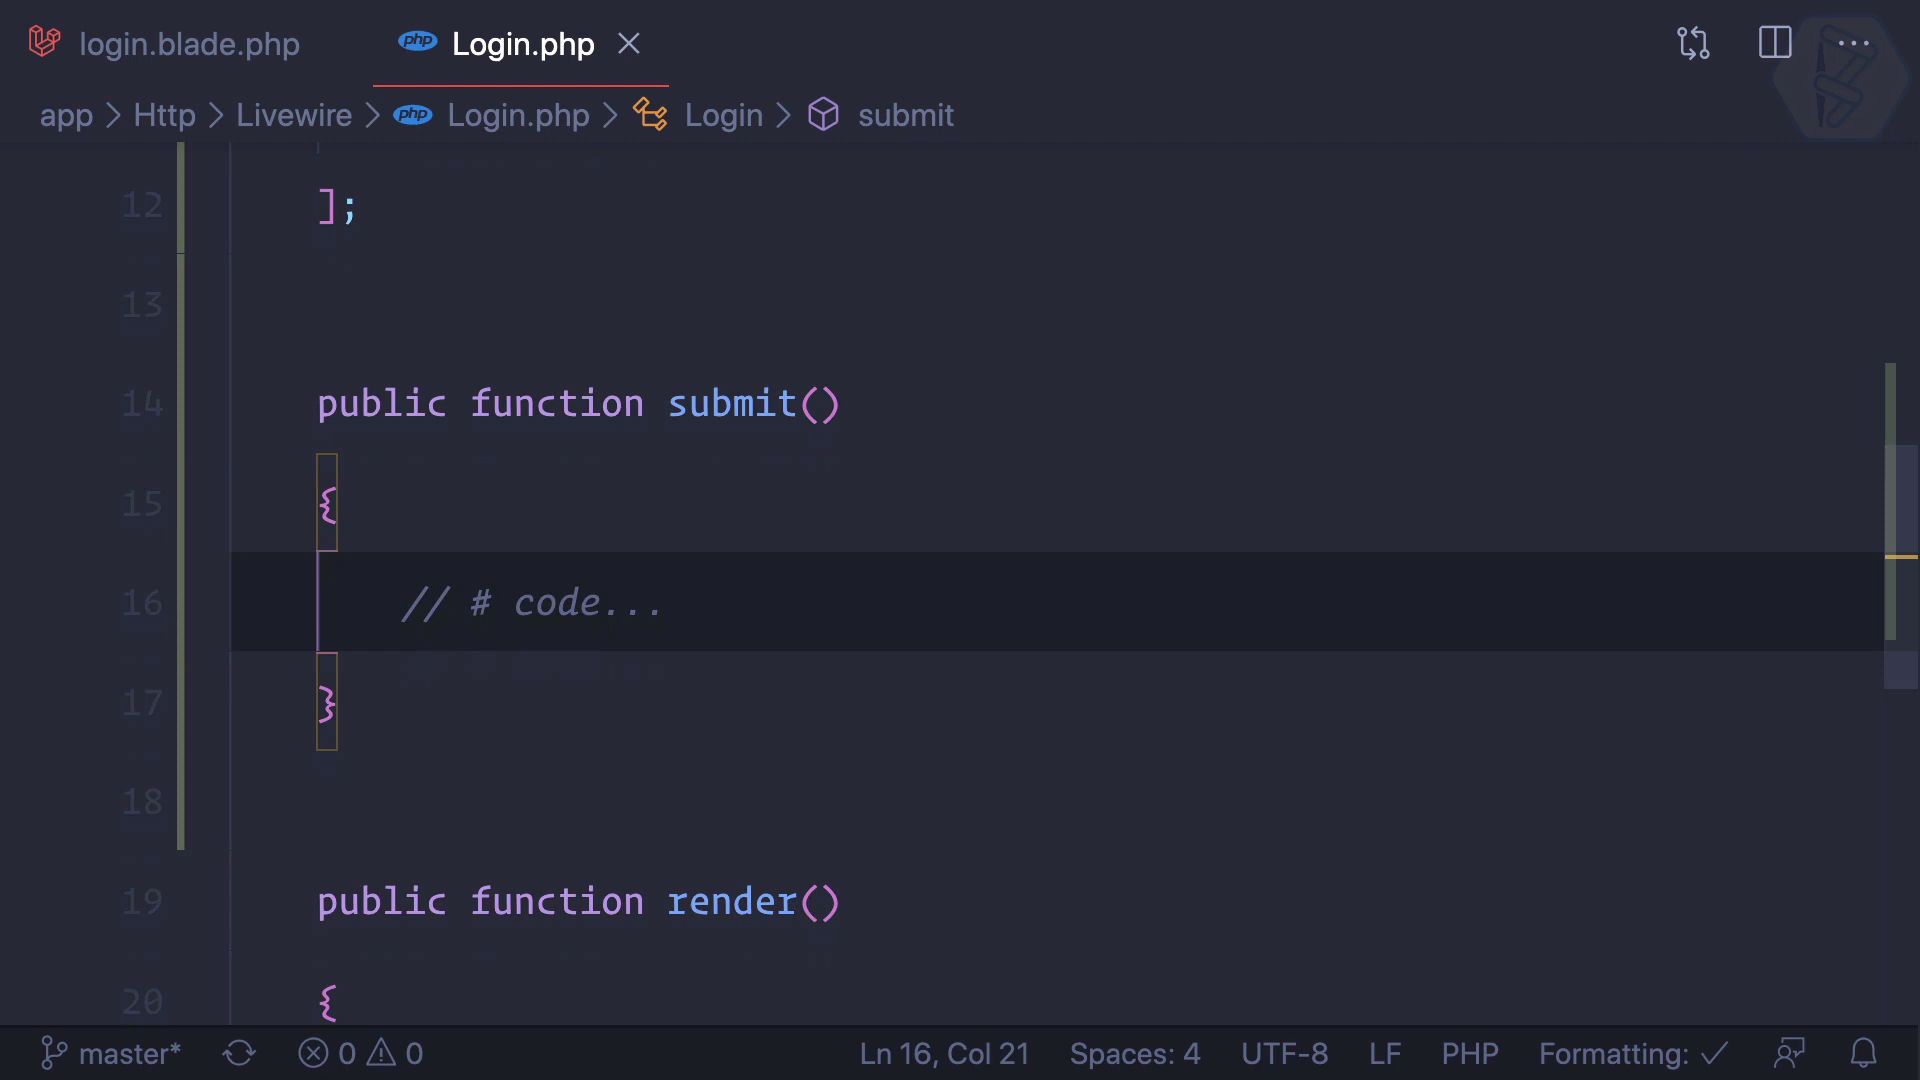 login.blade.php
php Login.php
app > Http > Livewire > php Login.php > Login > submit
12 ];
13
14 public function submit()
15 {
16 // # code...
17 }
18
19 public function render()
20 {
master* 0 0 Ln 16, Col 21 Spaces: 4 UTF-8 LF PHP Formatting: ✓